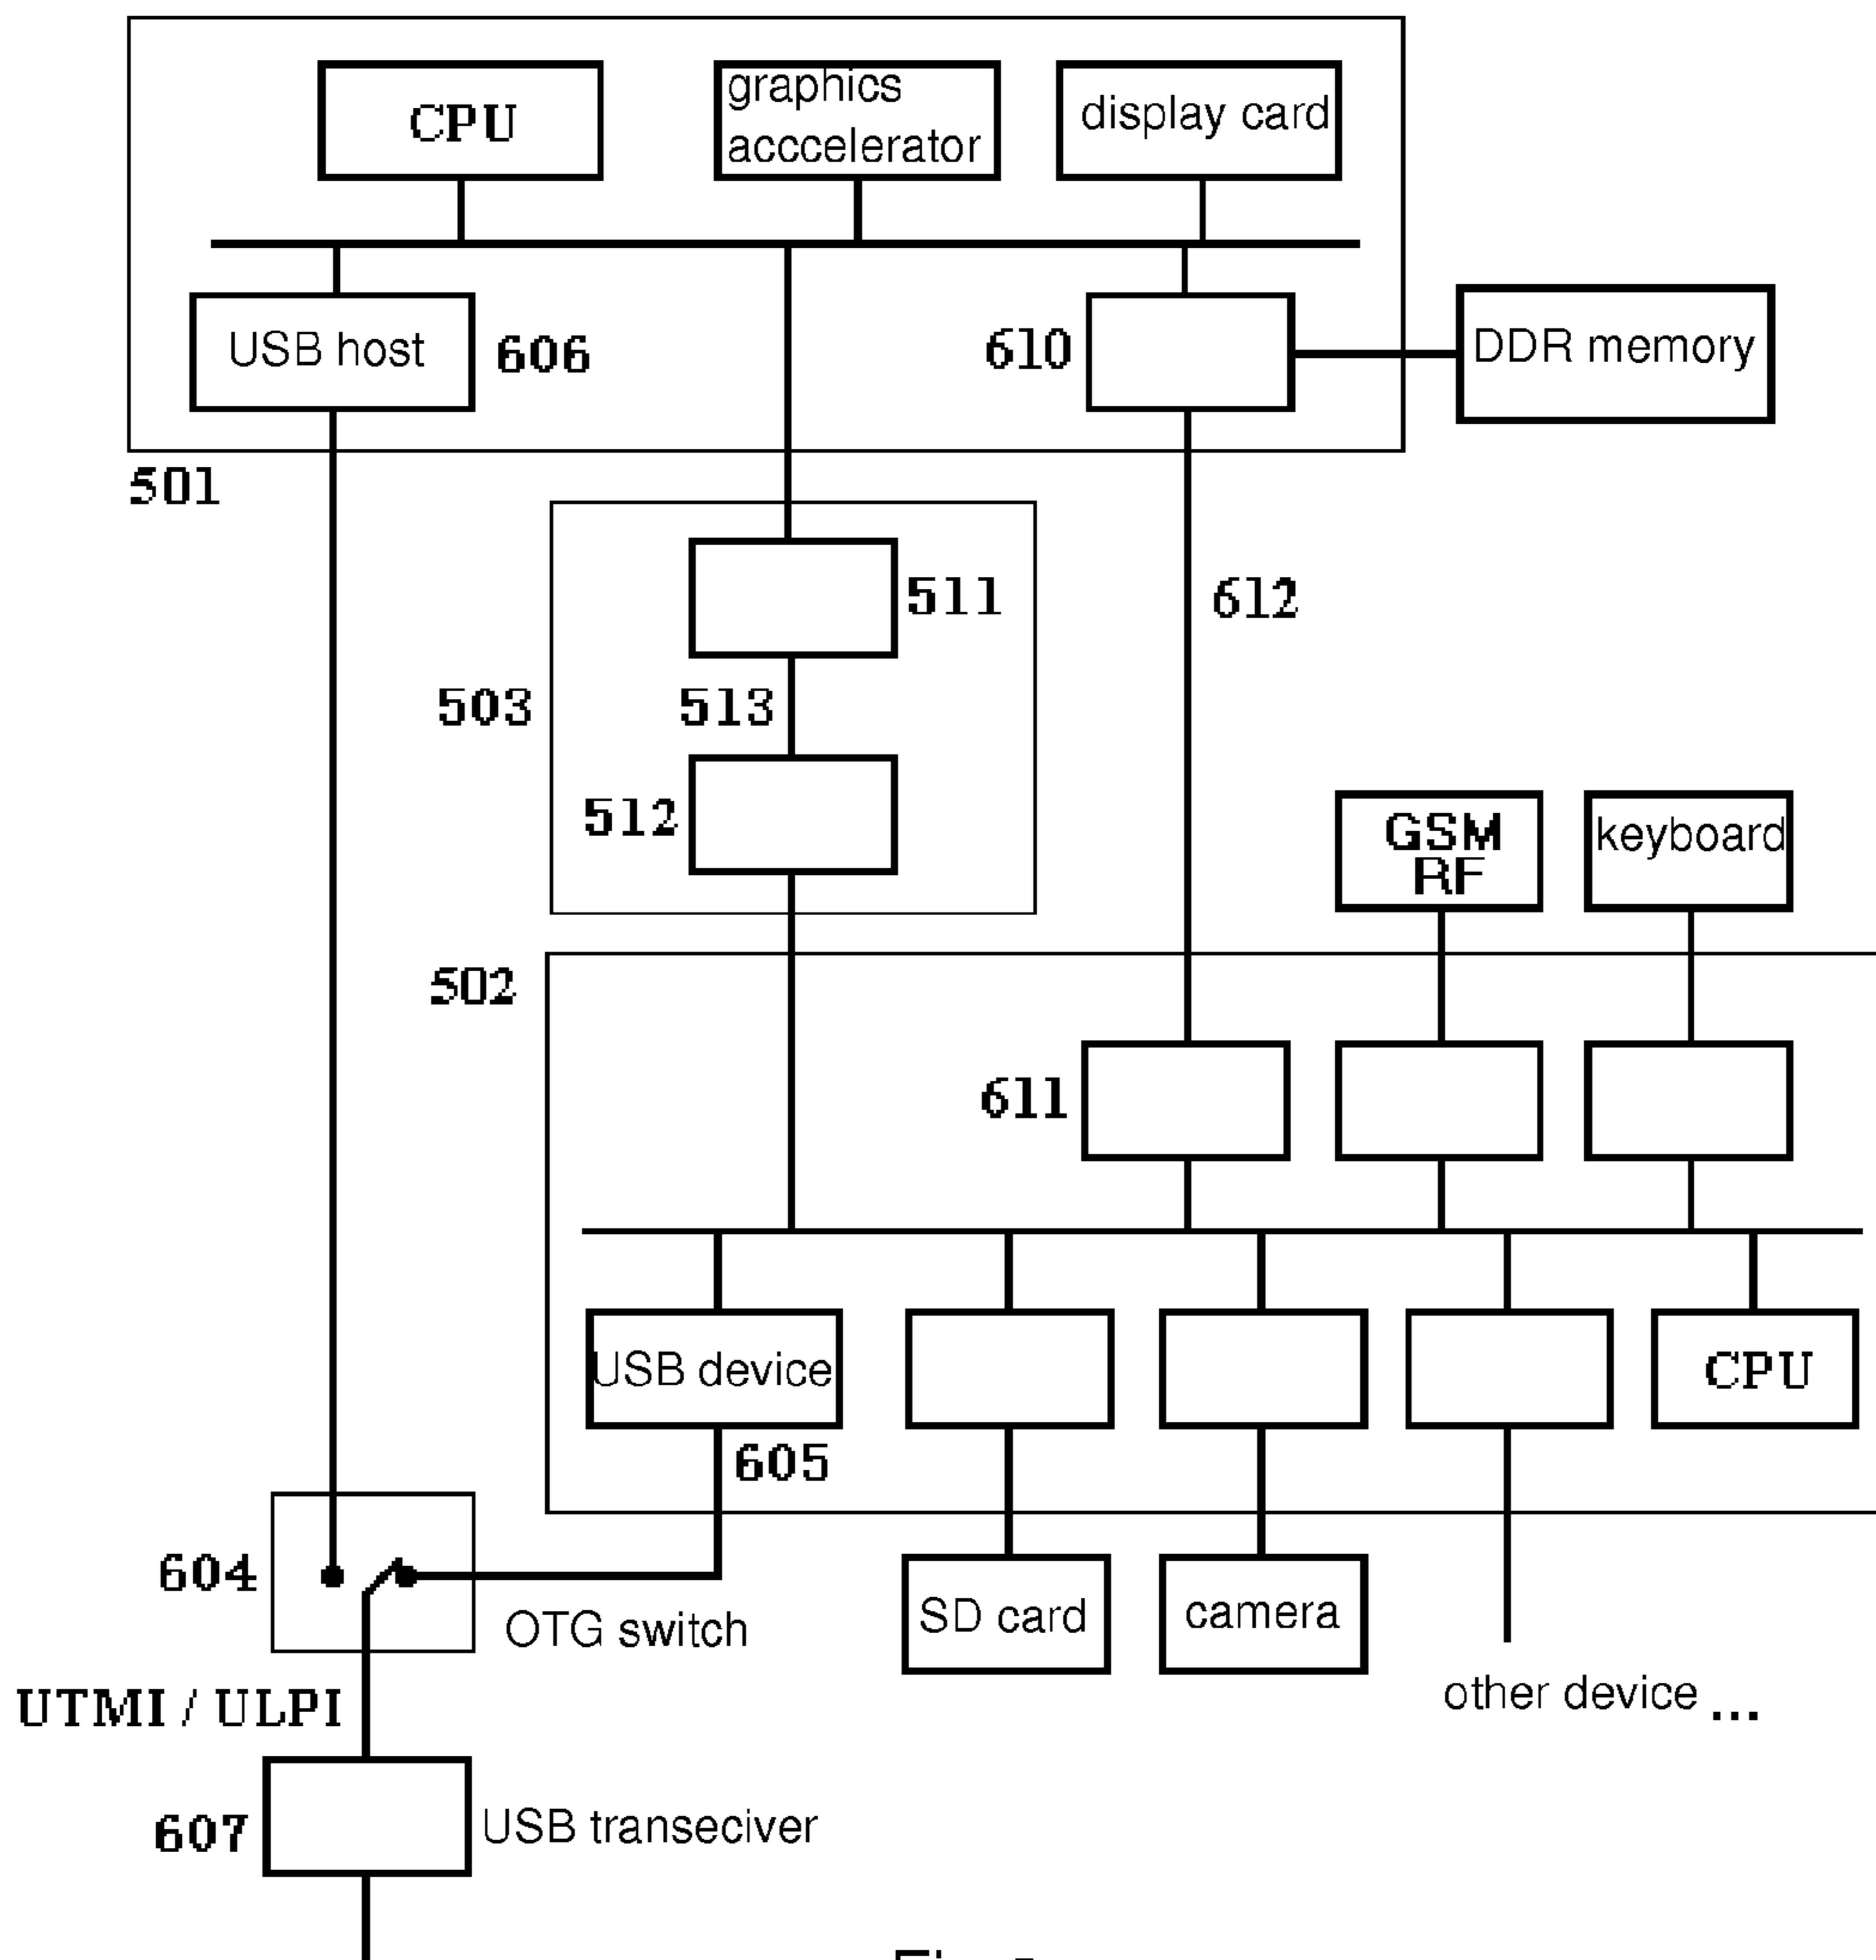 CPU
graphics
acccelerator
display card
USB host
606
610
DDR memory
501
511
612
503
513
512
GSM
RF
keyboard
502
611
USB device
CPU
605
604
OTG switch
SD card
camera
UTMI / ULPI
other device ...
607
USB transeciver